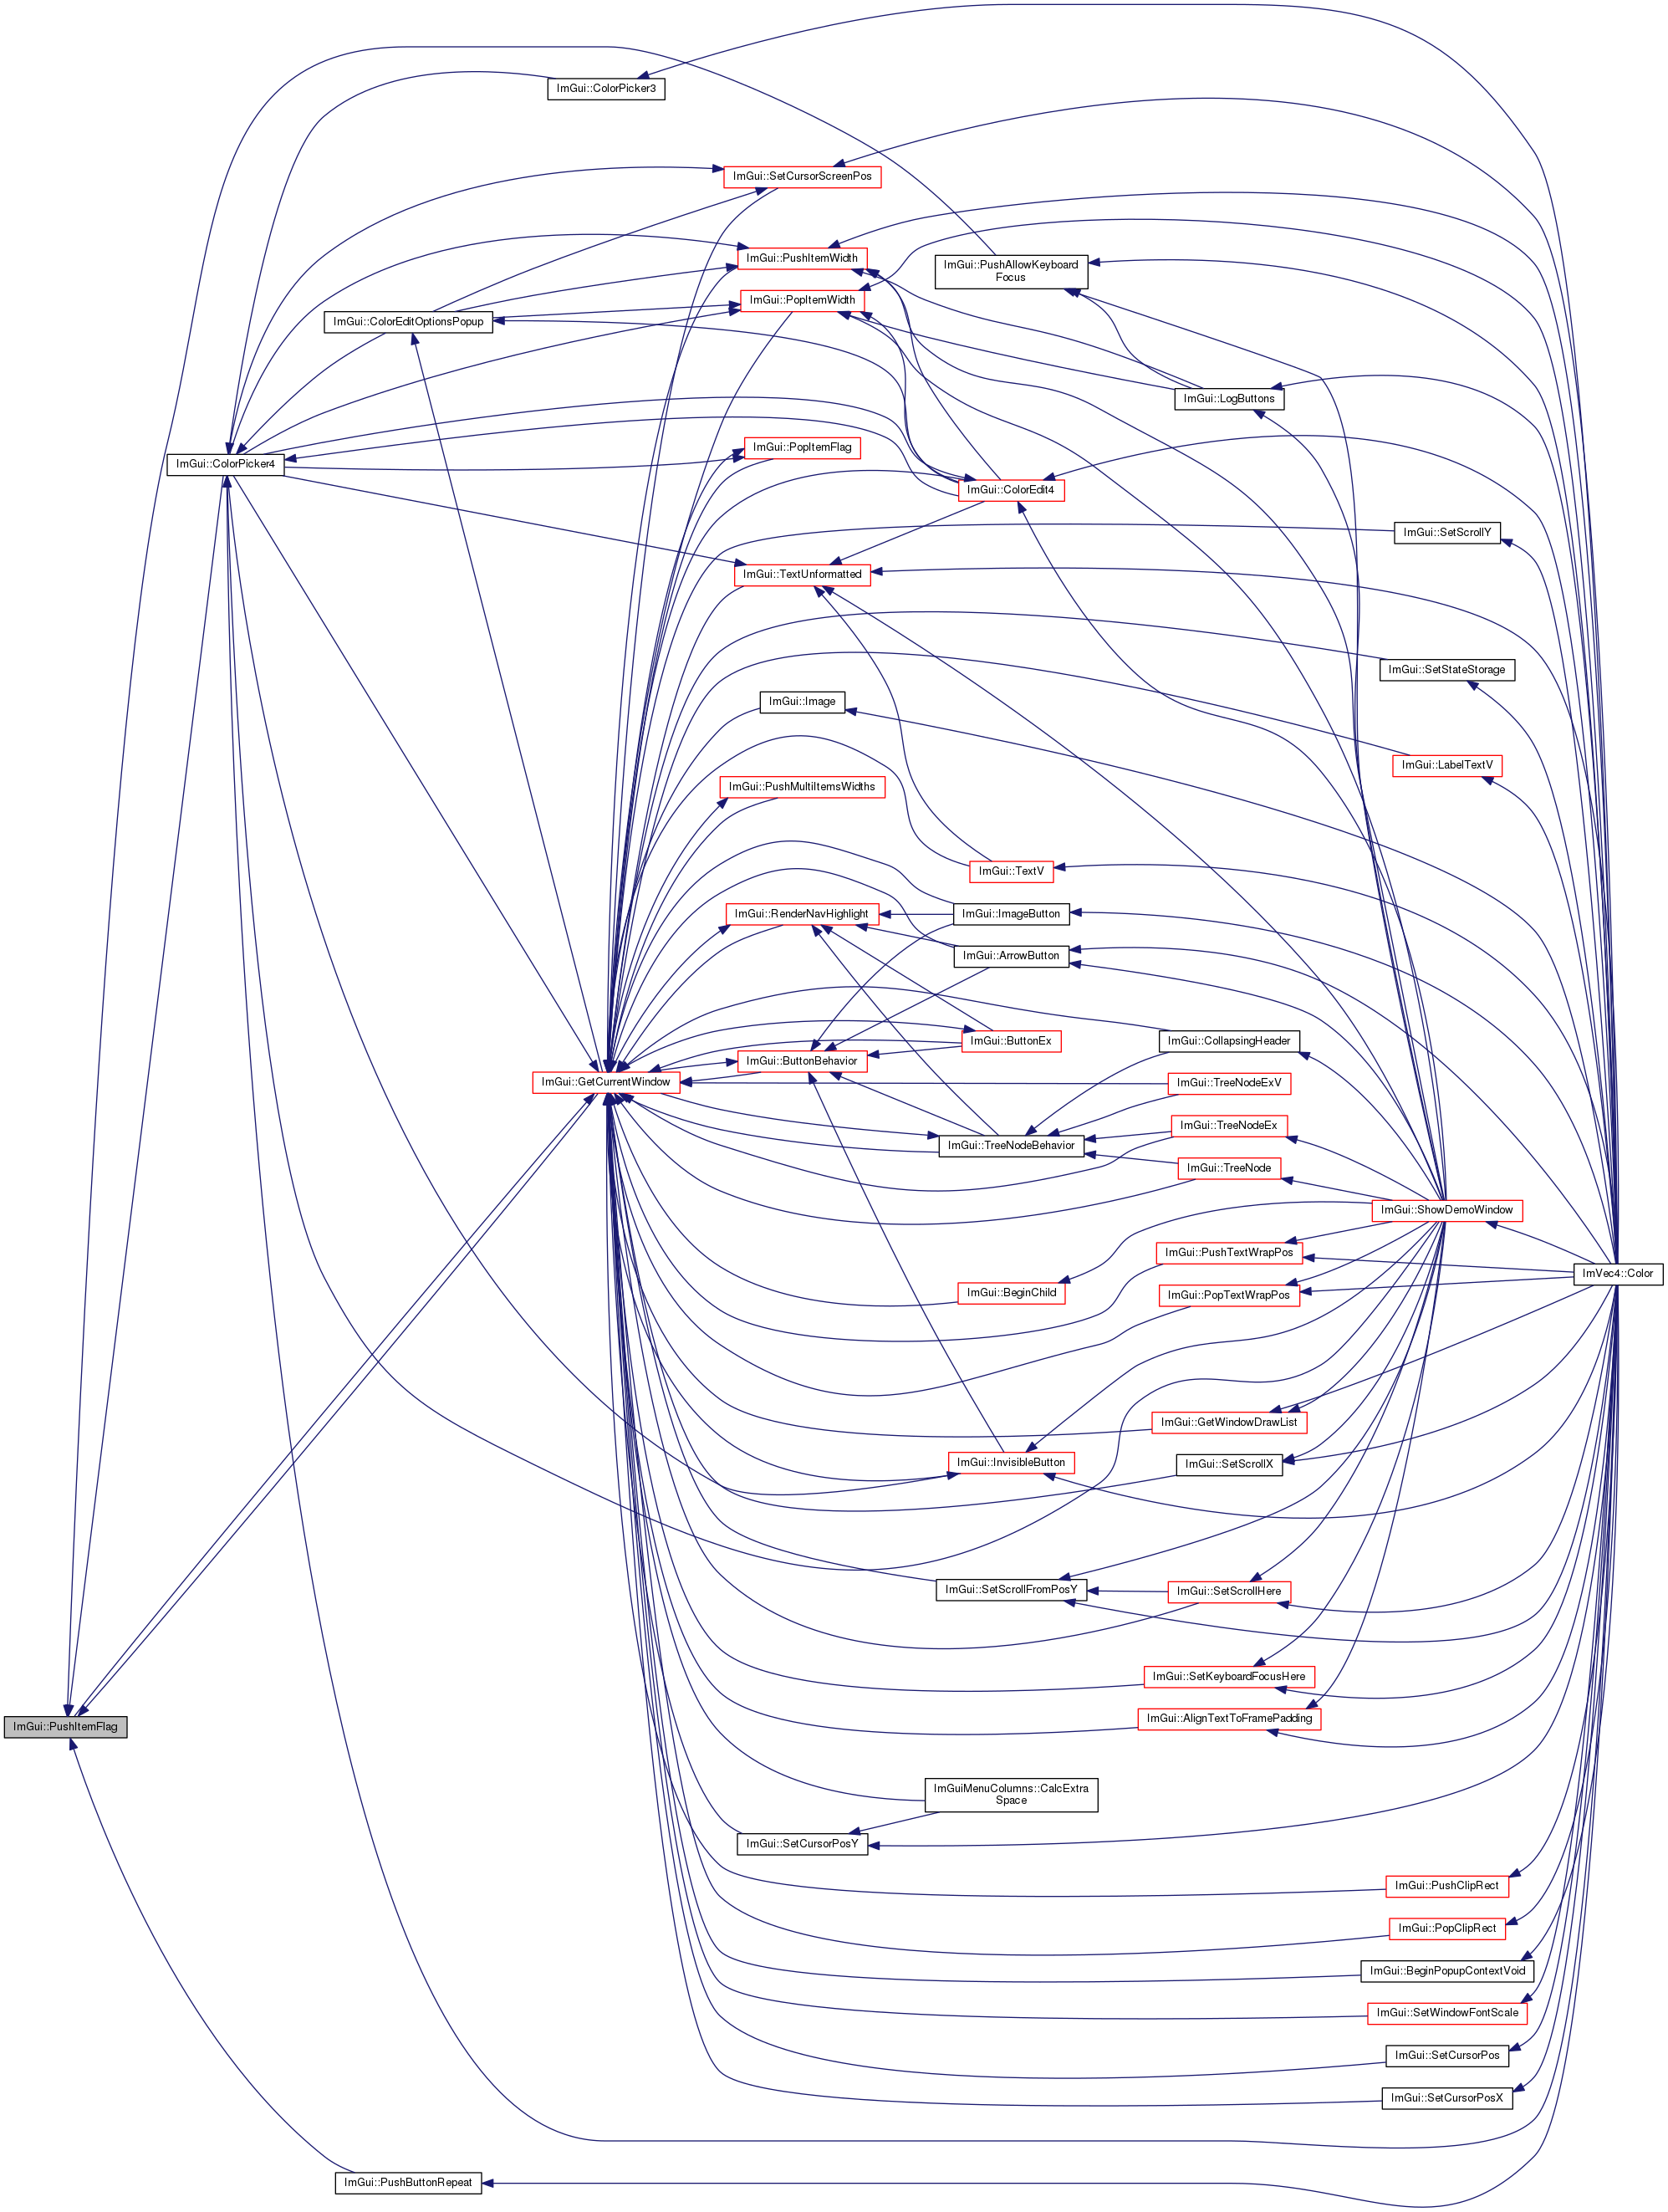 ImGui::ColorPicker3
ImGui::SetCursorScreenPos
ImGui::PushItemWidth
ImGui::PushAllowKeyboard
Focus
ImGui::PopItemWidth
ImGui::ColorEditOptionsPopup
ImGui::LogButtons
ImGui::PopItemFlag
ImGui::ColorPicker4
ImGui::ColorEdit4
ImGui::SetScrollY
ImGui::TextUnformatted
ImGui::SetStateStorage
ImGui::Image
ImGui::LabelTextV
ImGui::PushMultiItemsWidths
ImGui::TextV
ImGui::RenderNavHighlight
ImGui::ImageButton
ImGui::ArrowButton
ImGui::ButtonEx
ImGui::CollapsingHeader
ImGui::ButtonBehavior
ImGui::GetCurrentWindow
ImGui::TreeNodeExV
ImGui::TreeNodeEx
ImGui::TreeNodeBehavior
ImGui::TreeNode
ImGui::ShowDemoWindow
ImGui::PushTextWrapPos
ImVec4::Color
ImGui::BeginChild
ImGui::PopTextWrapPos
ImGui::GetWindowDrawList
ImGui::InvisibleButton
ImGui::SetScrollX
ImGui::SetScrollFromPosY
ImGui::SetScrollHere
ImGui::SetKeyboardFocusHere
ImGui::AlignTextToFramePadding
ImGui::PushItemFlag
ImGuiMenuColumns::CalcExtra
Space
ImGui::SetCursorPosY
ImGui::PushClipRect
ImGui::PopClipRect
ImGui::BeginPopupContextVoid
ImGui::SetWindowFontScale
ImGui::SetCursorPos
ImGui::SetCursorPosX
ImGui::PushButtonRepeat